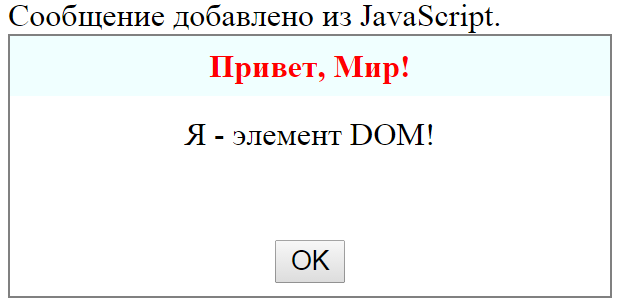 Сообщение добавлено из JavaScript.
Привет, Мир!
Я - элемент DOM!
OK